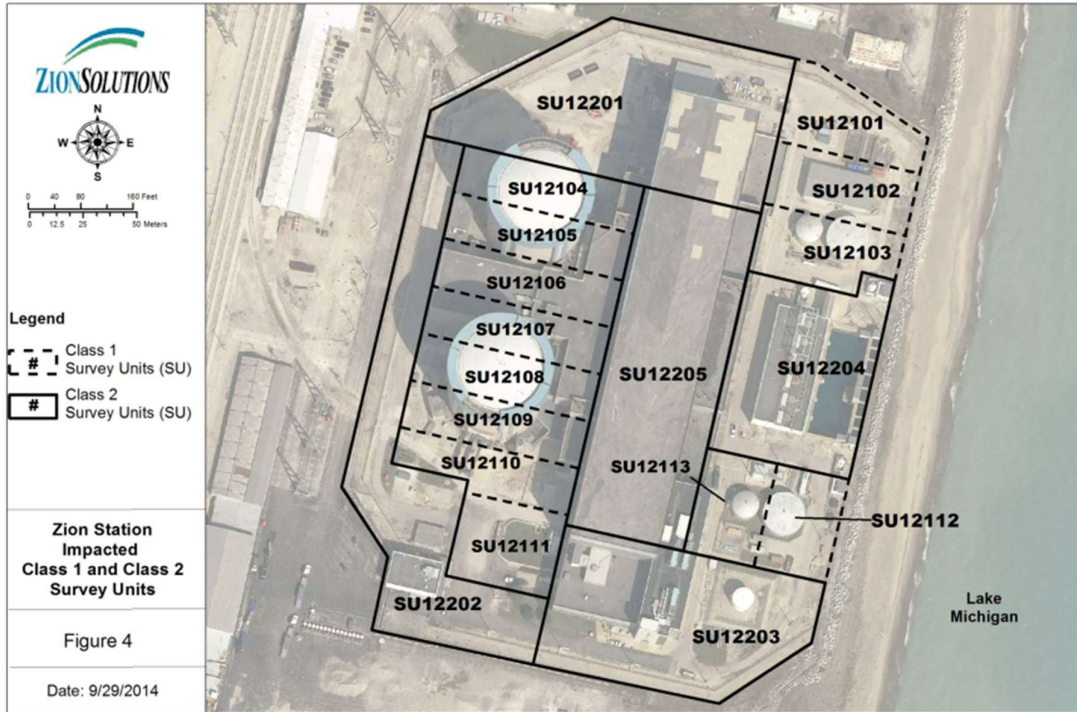 ZIONSOLUTIONS
N
W E
S
0 40 80 160 Feet
0 12.5 25 50 Meters
Legend
# Class 1
Survey Units (SU)
# Class 2
Survey Units (SU)
Zion Station
Impacted
Class 1 and Class 2
Survey Units
Figure 4
Date: 9/29/2014
SU12201
SU12101
SU12102
SU12103
SU12104
SU12105
SU12106
SU12107
SU12108
SU12109
SU12110
SU12111
SU12205
SU12204
SU12113
SU12112
SU12202
SU12203
Lake
Michigan